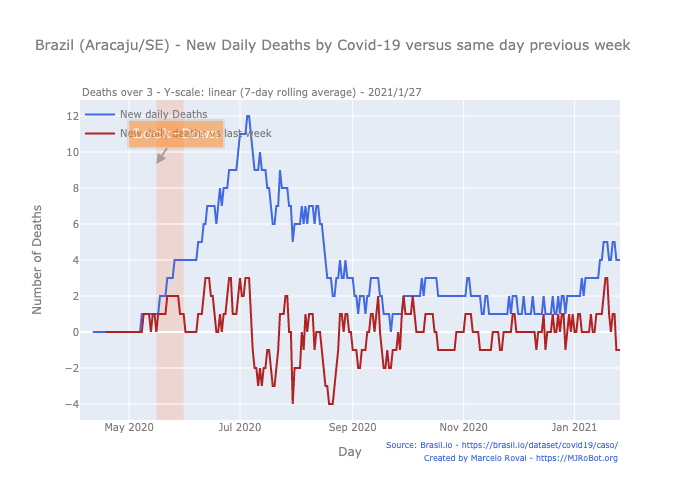 Brazil (Aracaju/SE) - New Daily Deaths by Covid-19 versus same day previous week
Deaths over 3 - Y-scale: linear (7-day rolling average) - 2021/1/27
New daily Deaths
New daily deaths vs last week
Lock-Down
12
10
8
6
4
2
0
−2
−4
Number of Deaths
May 2020
Jul 2020
Sep 2020
Nov 2020
Jan 2021
Day
Source: Brasil.io - https://brasil.io/dataset/covid19/caso/
Created by Marcelo Rovai - https://MJRoBot.org